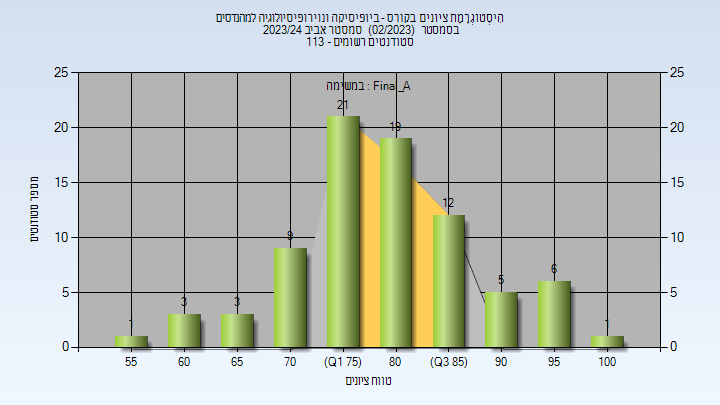 היסטוגרמת ציונים בקורס - ביופיסיקה ונוירופיסיולוגיה למהנדסים
בסמסטר (02/2023) סמסטר אביב 2023/24
סטודנטים רשומים - 113
במשימה : Final_A
25 25
20 20
15 15
10 10
5 5
0 0
1 3 3 9 21 19 12 5 6 1
55 60 65 70 (Q1 75) 80 (Q3 85) 90 95 100
מספר סטודנטים
טווח ציונים